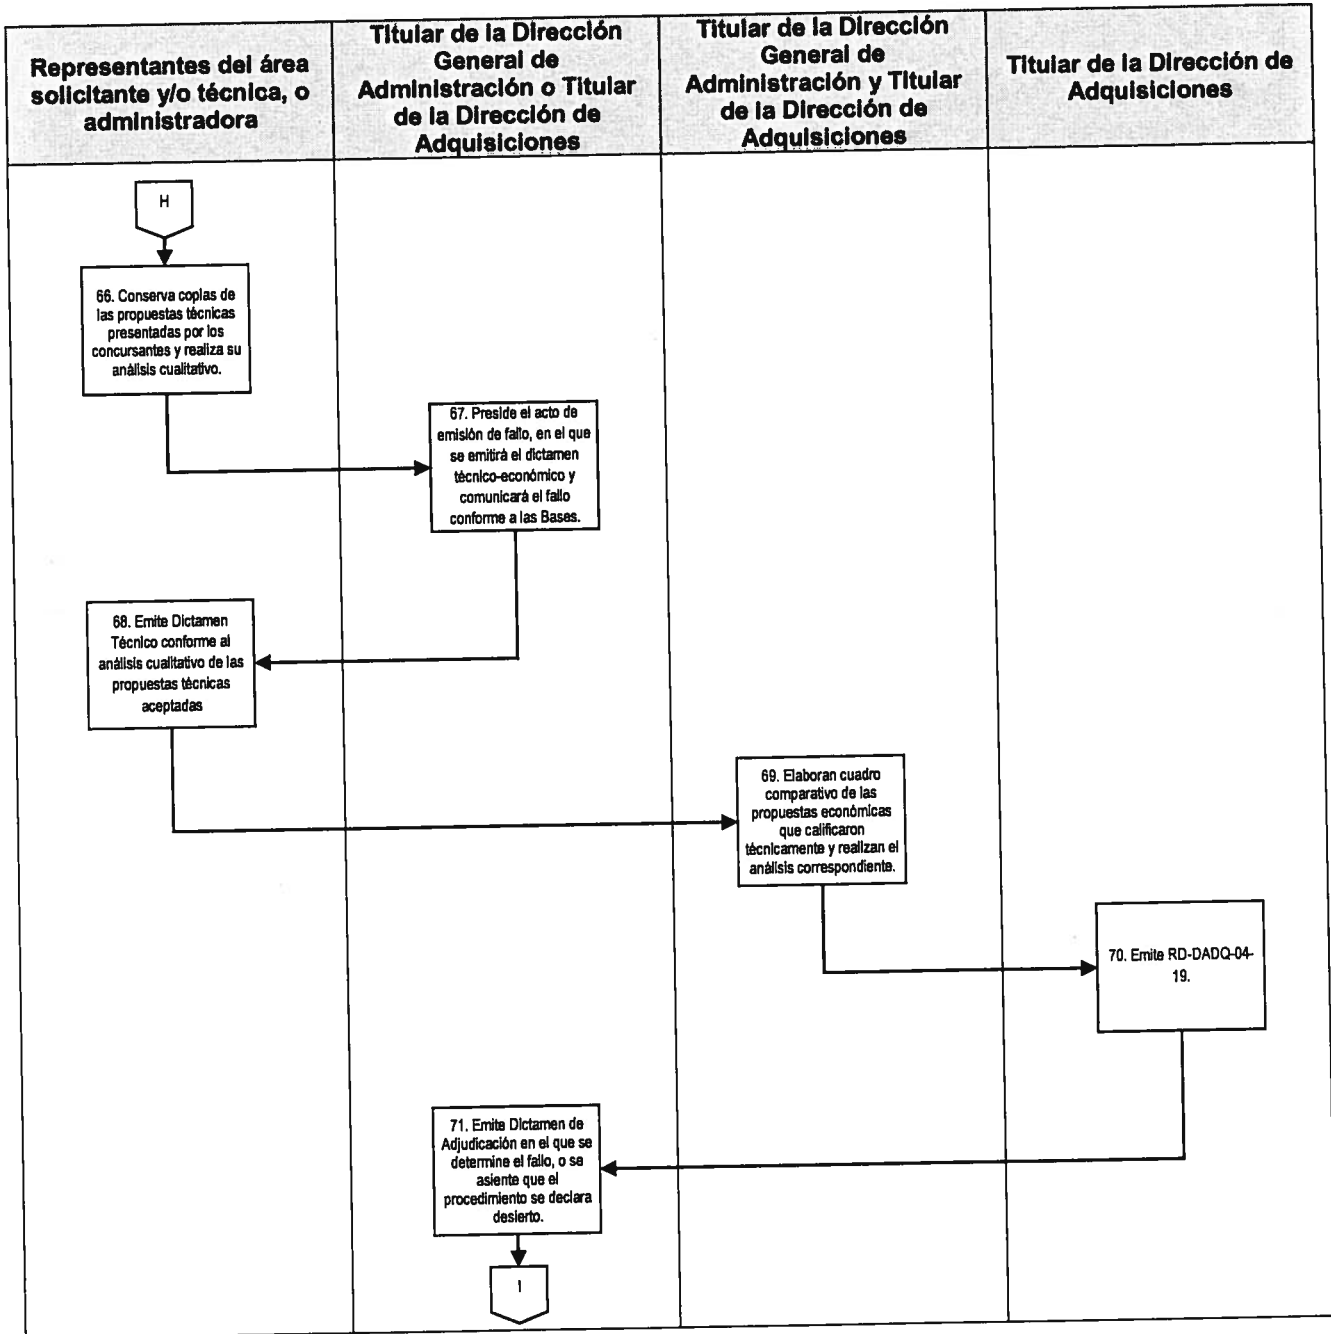 Representantes del área
solicitante y/o técnica, o
administradora
Titular de la Dirección
General de
Administración o Titular
de la Dirección de
Adquisiciones
Titular de la Dirección
General de
Administración y Titular
de la Dirección de
Adquisiciones
Titular de la Dirección de
Adquisiciones
H
66. Conserva copias de
las propuestas técnicas
presentadas por los
concursantes y realiza su
análisis cualitativo.
67. Preside el acto de
emisión de fallo, en el que
se emitirá el dictamen
técnico-económico y
comunicará el fallo
conforme a las Bases.
68. Emite Dictamen
Técnico conforme al
análisis cualitativo de las
propuestas técnicas
aceptadas
69. Elaboran cuadro
comparativo de las
propuestas económicas
que calificaron
técnicamente y realizan el
análisis correspondiente.
70. Emite RD-DADQ-04-
19.
71. Emite Dictamen de
Adjudicación en el que se
determine el fallo, o se
asiente que el
procedimiento se declara
desierto.
I